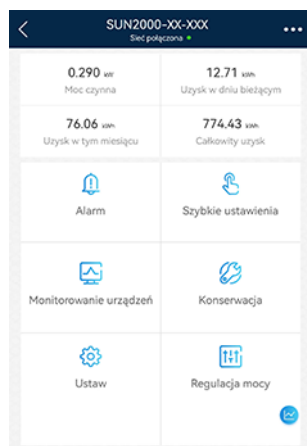 SUN2000-XX-XXX
Sieć połączona
0.290 kW
12.71 kWh
Moc czynna
Uzysk w dniu bieżącym
76.06 kWh
774.43 kWh
Uzysk w tym miesiącu
Całkowity uzysk
Alarm
Szybkie ustawienia
Monitorowanie urządzeń
Konserwacja
Ustaw
Regulacja mocy